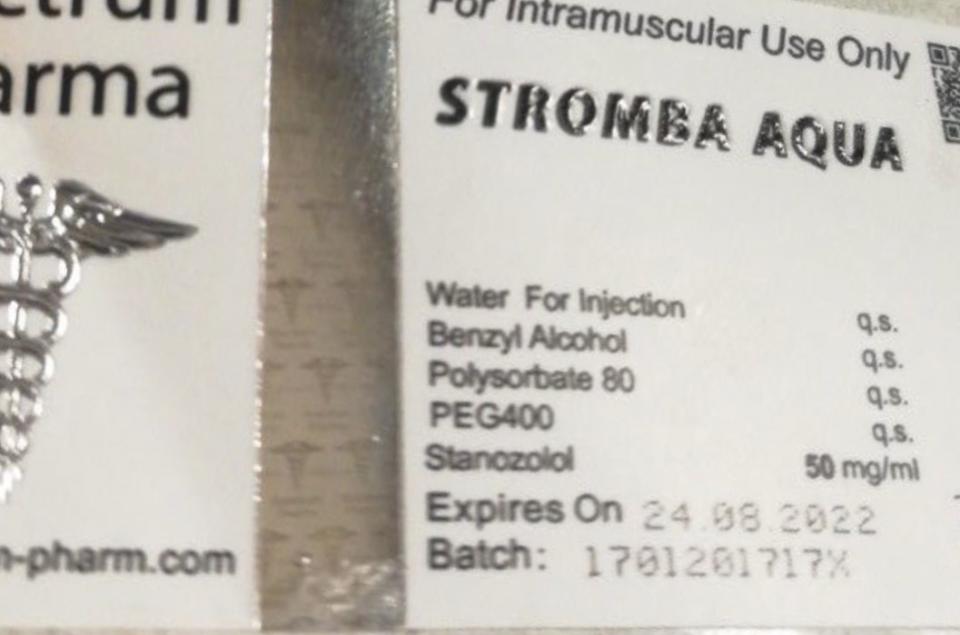 ctrum
arma
n-pharm.com
For Intramuscular Use Only
STROMBA AQUA
Water For Injection q.s.
Benzyl Alcohol q.s.
Polysorbate 80 q.s.
PEG400 q.s.
Stanozolol 50 mg/ml
Expires On 24.08.2022
Batch: 1701201717X